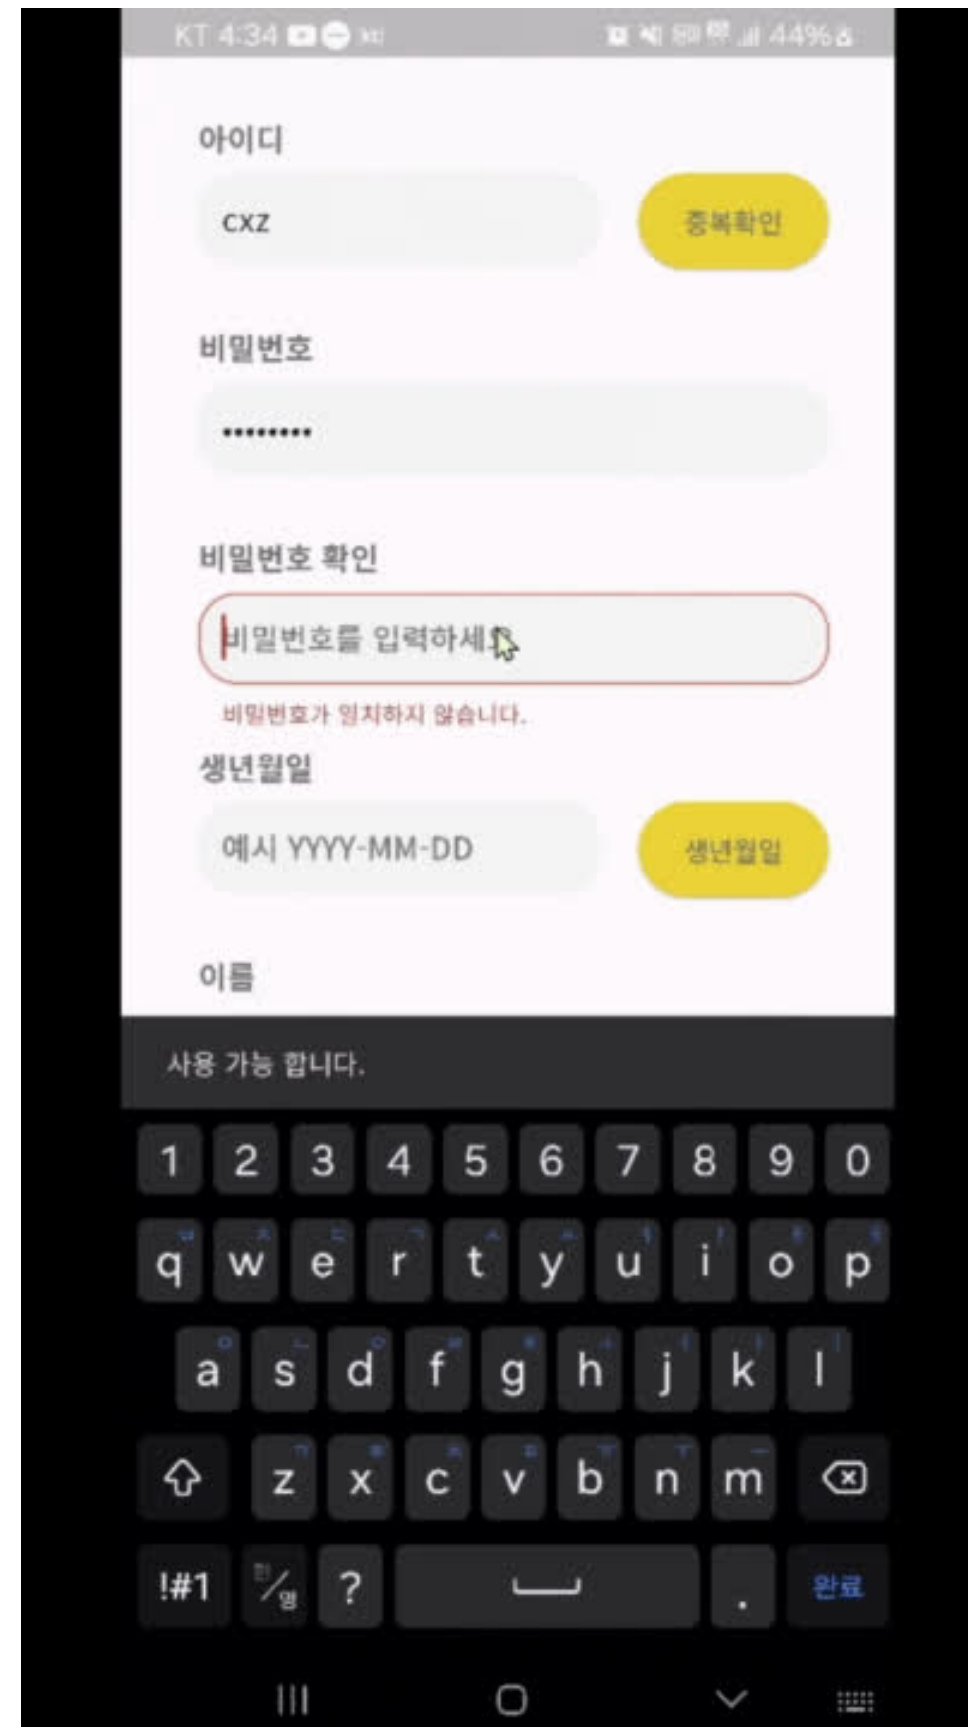 KT 4:34 44%
아이디
cxz
중복확인
비밀번호
••••••••
비밀번호 확인
비밀번호를 입력하세요
비밀번호가 일치하지 않습니다.
생년월일
예시 YYYY-MM-DD
생년월일
이름
사용 가능 합니다.
1 2 3 4 5 6 7 8 9 0
q w e r t y u i o p
a s d f g h j k l
z x c v b n m
!#1 한/영 ? . 완료